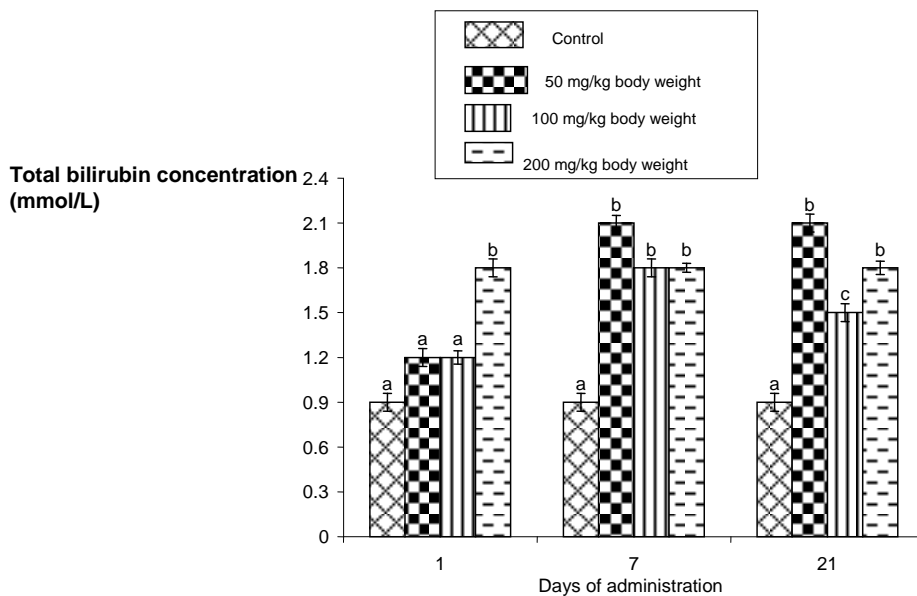 Control
50 mg/kg body weight
100 mg/kg body weight
200 mg/kg body weight
Total bilirubin concentration
(mmol/L)
2.4
2.1
1.8
1.5
1.2
0.9
0.6
0.3
0
a
a
a
b
a
b
b
b
a
b
c
b
1
7
21
Days of administration